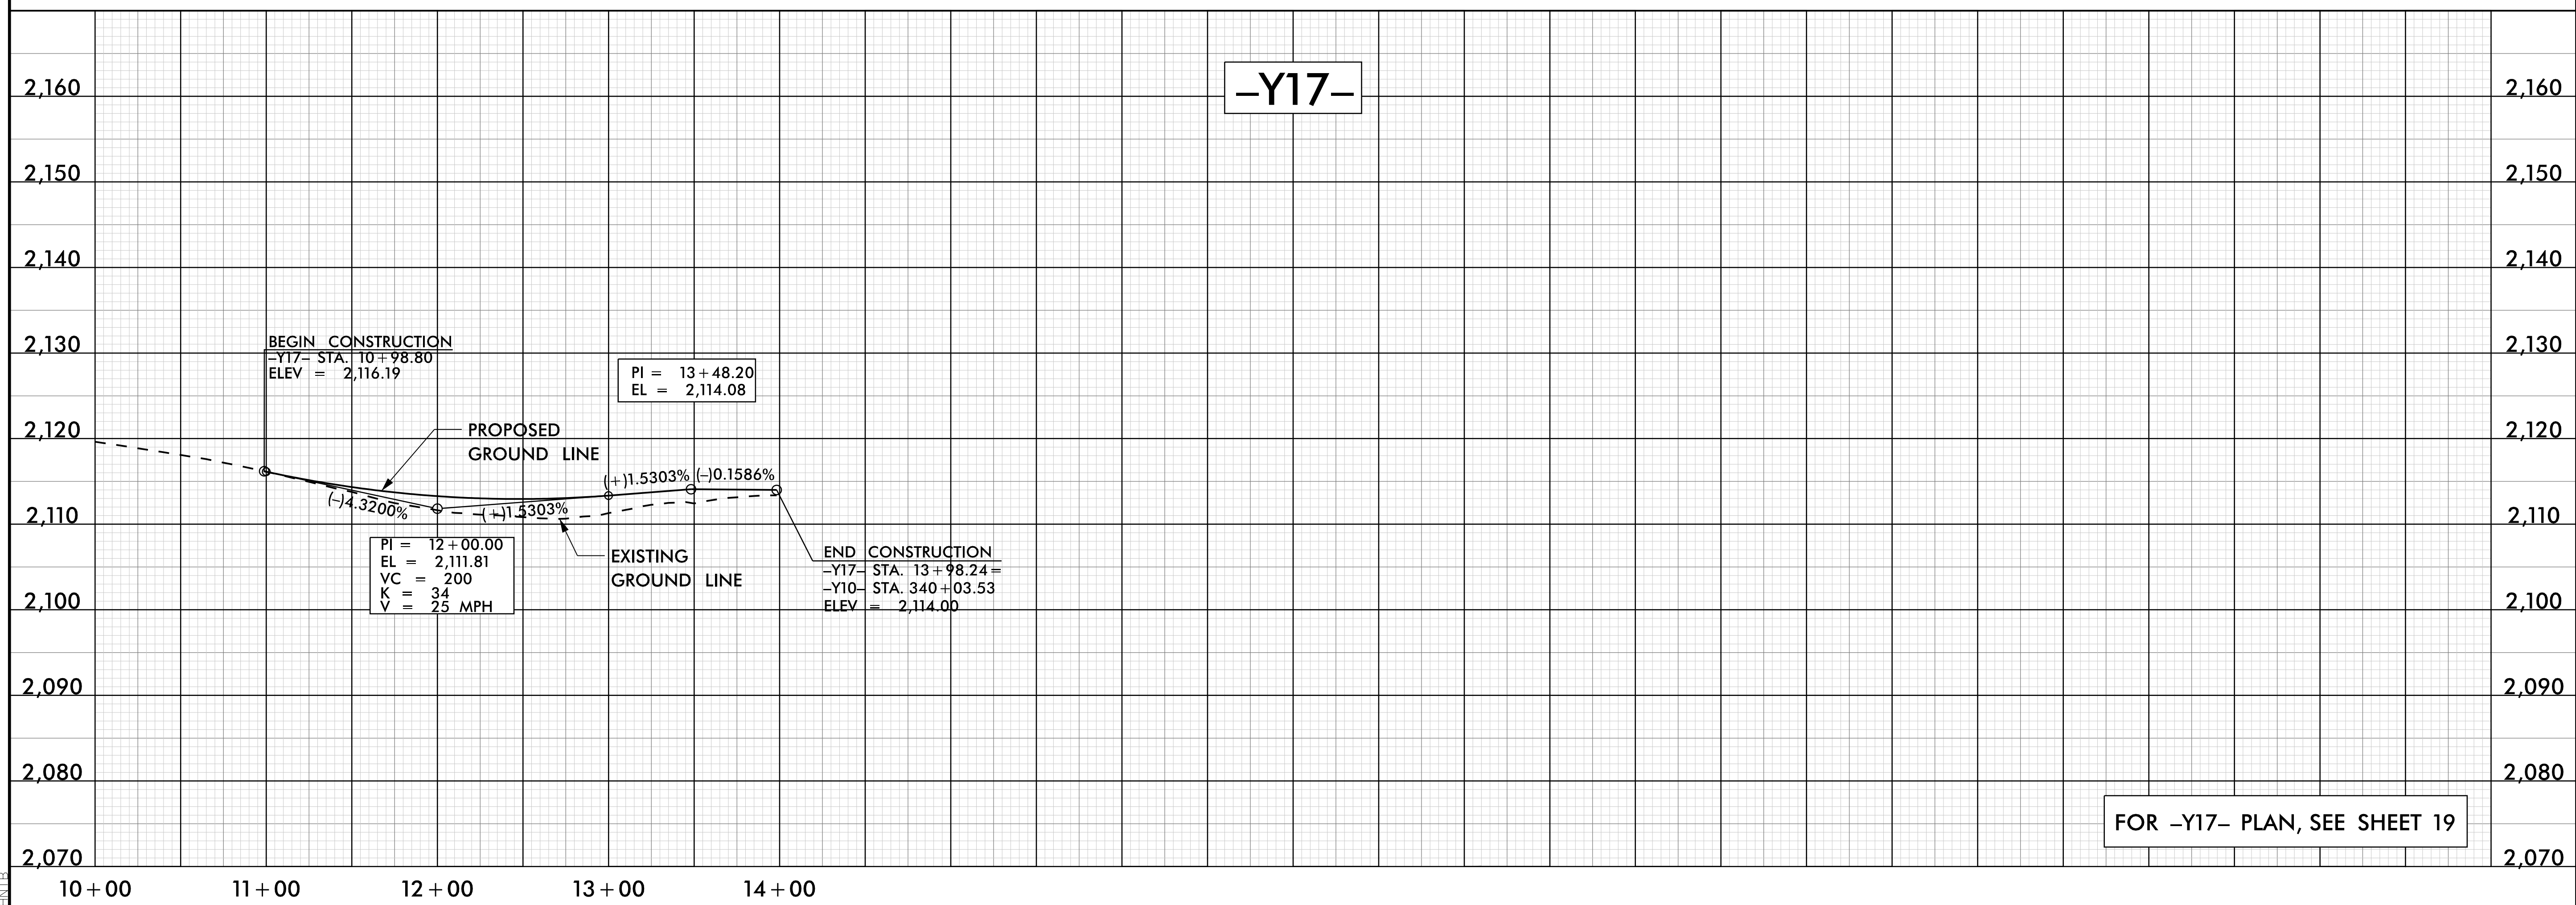 –Y17–
2,160
2,160
2,150
2,150
2,140
2,140
2,130
2,130
BEGIN CONSTRUCTION
–Y17– STA. 10+98.80
ELEV = 2,116.19
PI = 13+48.20
EL = 2,114.08
2,120
2,120
PROPOSED
GROUND LINE
(–)4.3200%
(+)1.5303%
(+)1.5303%
(–)0.1586%
2,110
2,110
PI = 12+00.00
EL = 2,111.81
VC = 200
K = 34
V = 25 MPH
EXISTING
GROUND LINE
END CONSTRUCTION
–Y17– STA. 13+98.24=
–Y10– STA. 340+03.53
ELEV = 2,114.00
2,100
2,100
2,090
2,090
2,080
2,080
FOR –Y17– PLAN, SEE SHEET 19
2,070
2,070
10+00
11+00
12+00
13+00
14+00